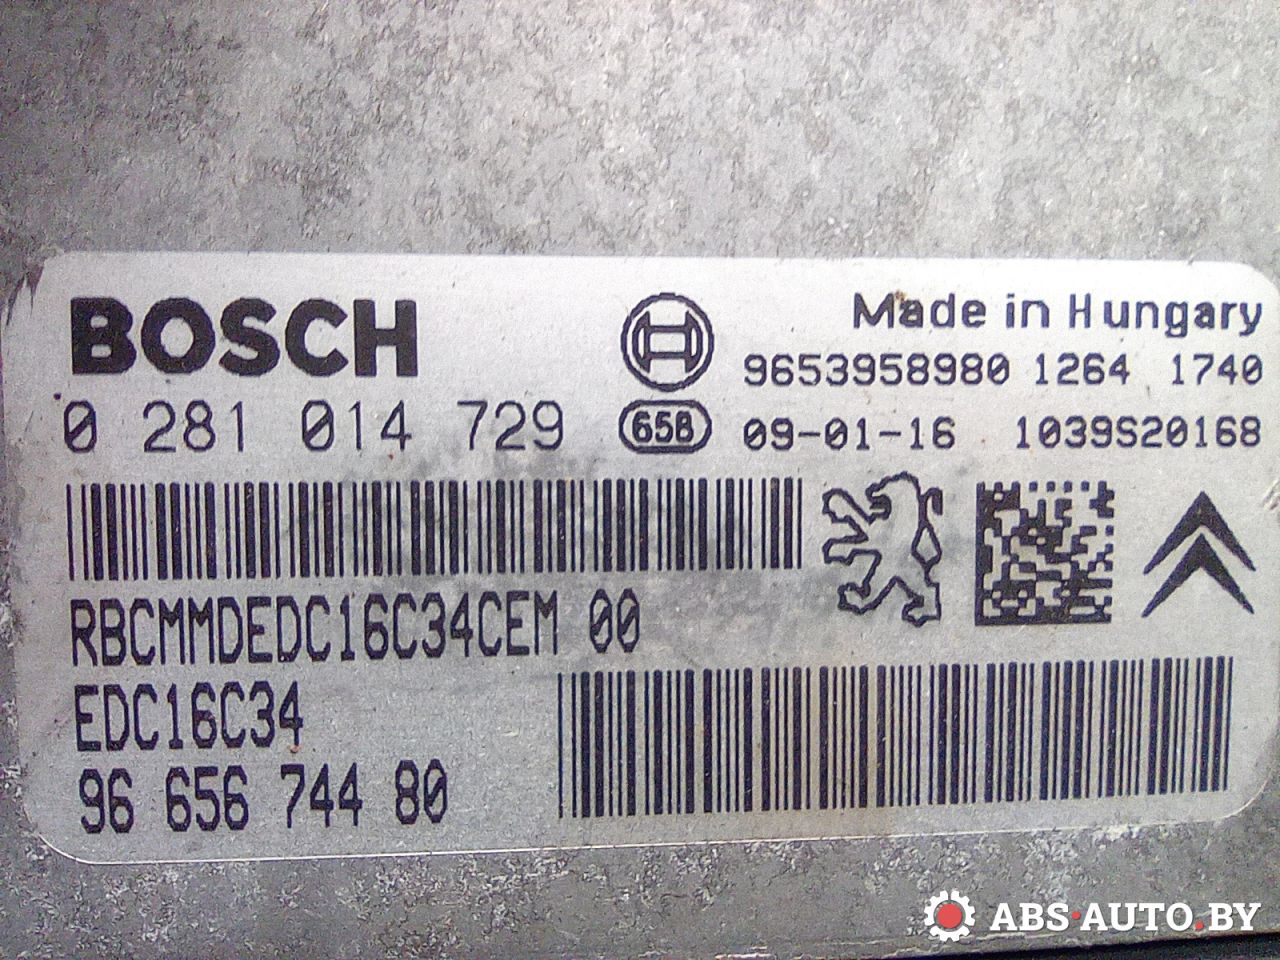 BOSCH
Made in Hungary
9653958980 1264 1740
0 281 014 729
658
09-01-16 1039S20168
RBCMMDEDC16C34CEM 00
EDC16C34
96 656 744 80
ABS·AUTO.BY